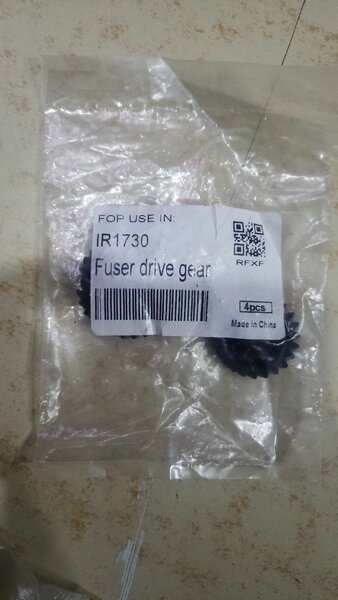 FOP USE IN:
IR1730
Fuser drive gear
RFXF
4pcs
Made in China